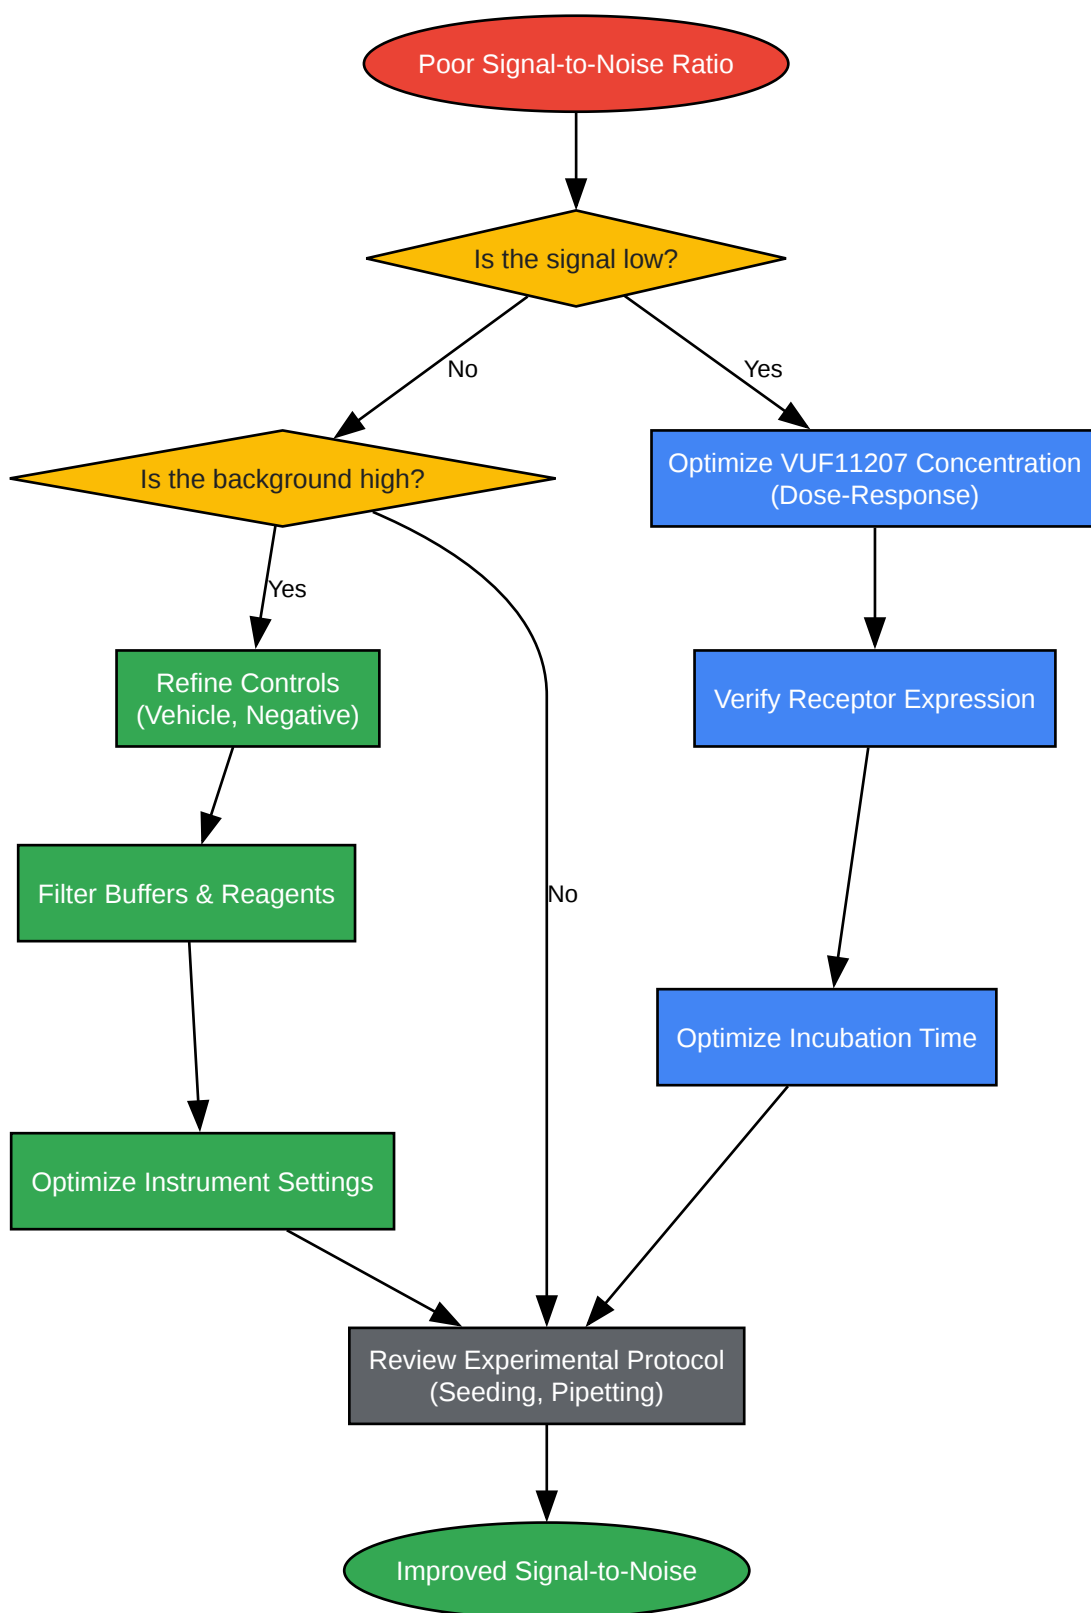 Poor Signal-to-Noise Ratio
Is the signal low?
No
Yes
Is the background high?
Optimize VUF11207 Concentration
(Dose-Response)
Yes
Refine Controls
(Vehicle, Negative)
Verify Receptor Expression
Filter Buffers & Reagents
No
Optimize Incubation Time
Optimize Instrument Settings
Review Experimental Protocol
(Seeding, Pipetting)
Improved Signal-to-Noise